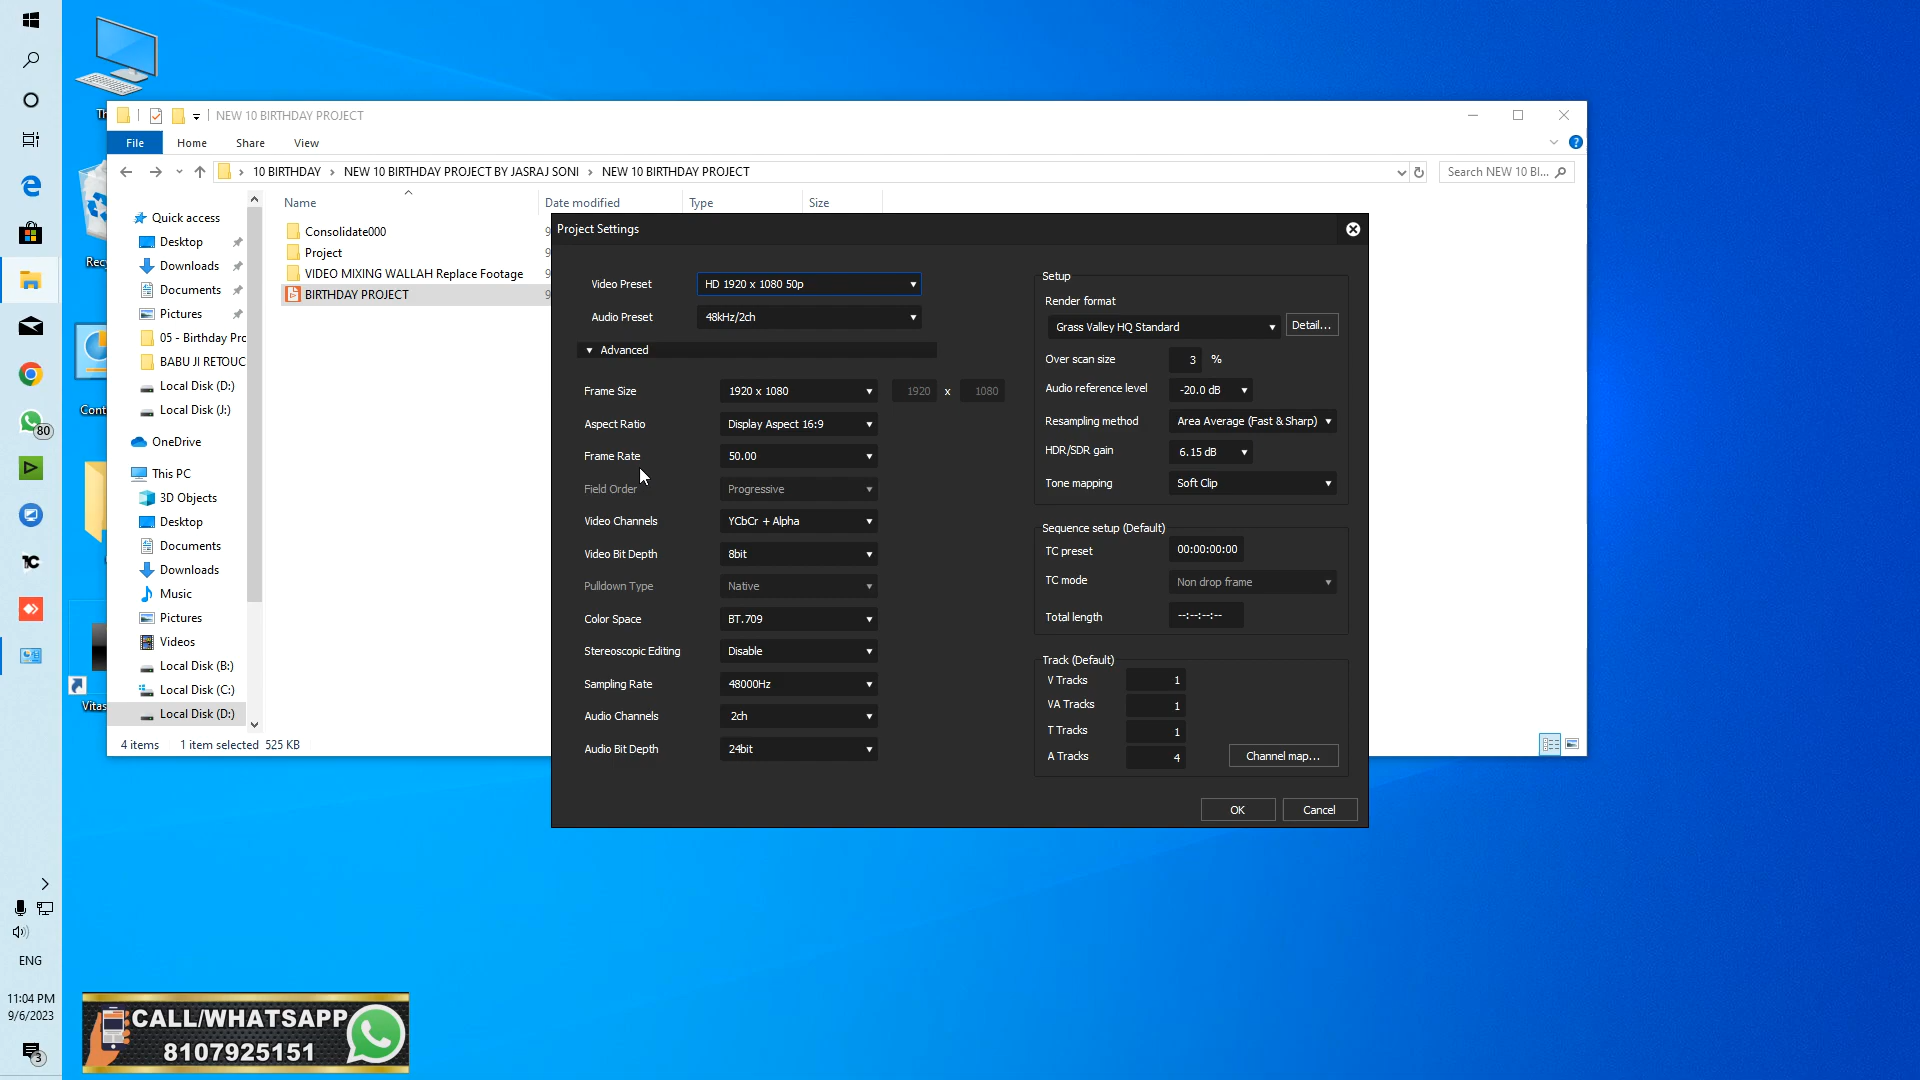 NEW 10 BIRTHDAY PROJECT
File Home Share View
10 BIRTHDAY › NEW 10 BIRTHDAY PROJECT BY JASRAJ SONI › NEW 10 BIRTHDAY PROJECT
Search NEW 10 BI...
Name Date modified Type Size
Quick access
Desktop
Downloads
Documents
Pictures
05 - Birthday Prc
BABU JI RETOUC
Local Disk (D:)
Local Disk (J:)
OneDrive
This PC
3D Objects
Desktop
Documents
Downloads
Music
Pictures
Videos
Local Disk (B:)
Local Disk (C:)
Local Disk (D:)
Consolidate000
Project
VIDEO MIXING WALLAH Replace Footage
BIRTHDAY PROJECT
4 items 1 item selected 525 KB
Project Settings
Video Preset HD 1920 x 1080 50p
Audio Preset 48kHz/2ch
Advanced
Frame Size 1920 x 1080 1920 x 1080
Aspect Ratio Display Aspect 16:9
Frame Rate 50.00
Field Order Progressive
Video Channels YCbCr + Alpha
Video Bit Depth 8bit
Pulldown Type Native
Color Space BT.709
Stereoscopic Editing Disable
Sampling Rate 48000Hz
Audio Channels 2ch
Audio Bit Depth 24bit
Setup
Render format
Grass Valley HQ Standard Detail...
Over scan size 3 %
Audio reference level -20.0 dB
Resampling method Area Average (Fast & Sharp)
HDR/SDR gain 6.15 dB
Tone mapping Soft Clip
Sequence setup (Default)
TC preset 00:00:00:00
TC mode Non drop frame
Total length --:--:--:--
Track (Default)
V Tracks 1
VA Tracks 1
T Tracks 1
A Tracks 4 Channel map...
OK Cancel
Th
Recy
Cont
Vitas
80
TC
ENG
11:04 PM
9/6/2023
3
CALL/WHATSAPP
8107925151